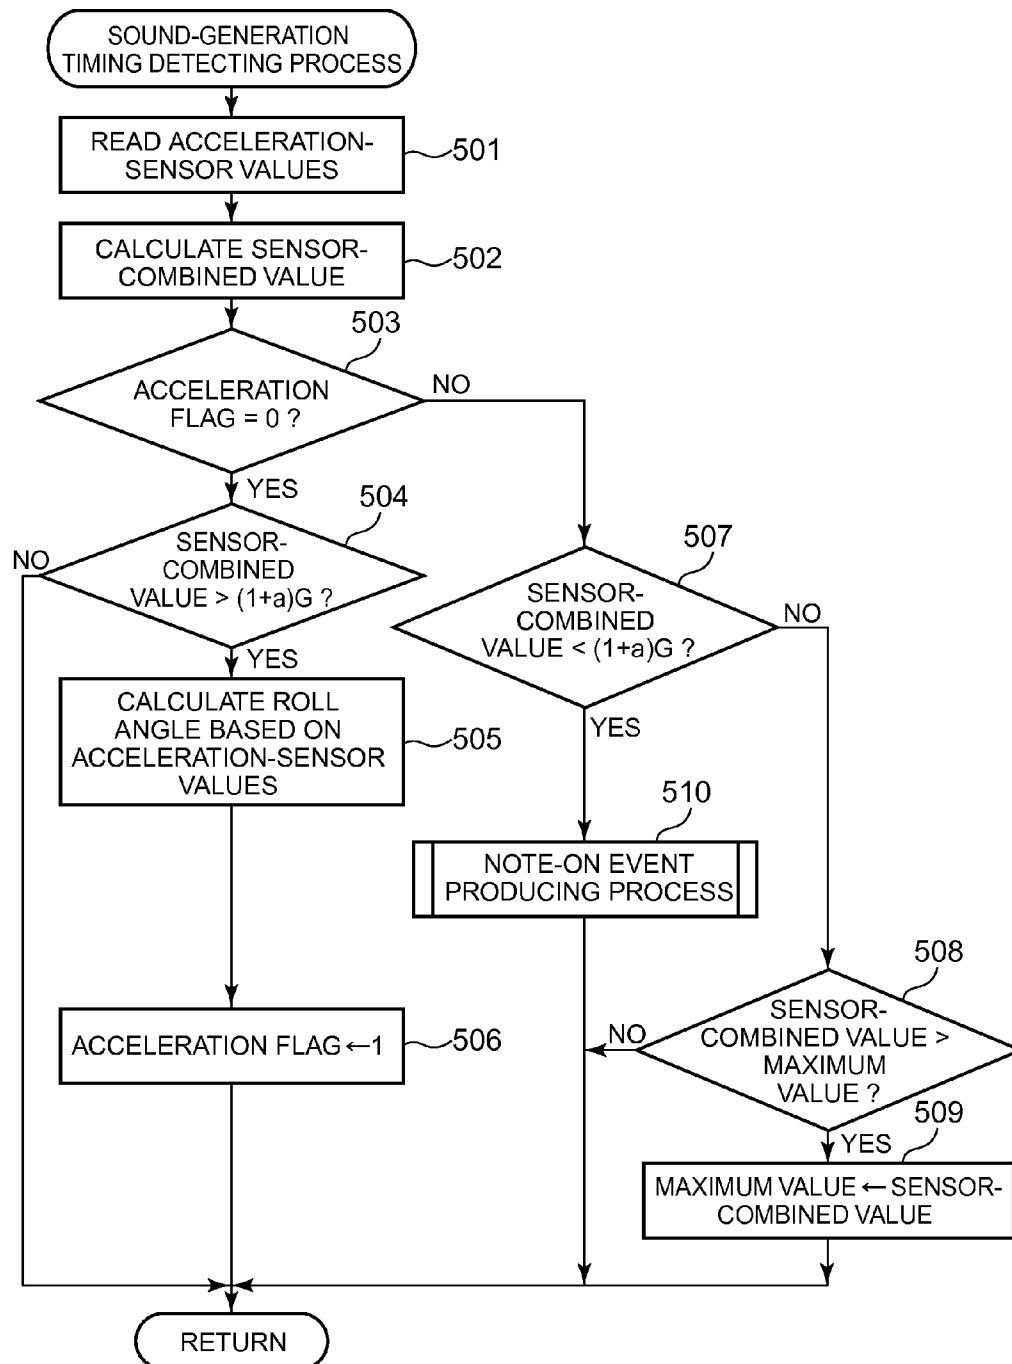 SOUND-GENERATION
TIMING DETECTING PROCESS
READ ACCELERATION-
SENSOR VALUES
501
CALCULATE SENSOR-
COMBINED VALUE
502
503
ACCELERATION
FLAG = 0 ?
NO
YES
504
SENSOR-
COMBINED
VALUE > (1+a)G ?
NO
YES
CALCULATE ROLL
ANGLE BASED ON
ACCELERATION-SENSOR
VALUES
505
ACCELERATION FLAG ←1
506
507
SENSOR-
COMBINED
VALUE < (1+a)G ?
NO
YES
510
NOTE-ON EVENT
PRODUCING PROCESS
508
SENSOR-
COMBINED VALUE >
MAXIMUM
VALUE ?
NO
YES
509
MAXIMUM VALUE ← SENSOR-
COMBINED VALUE
RETURN